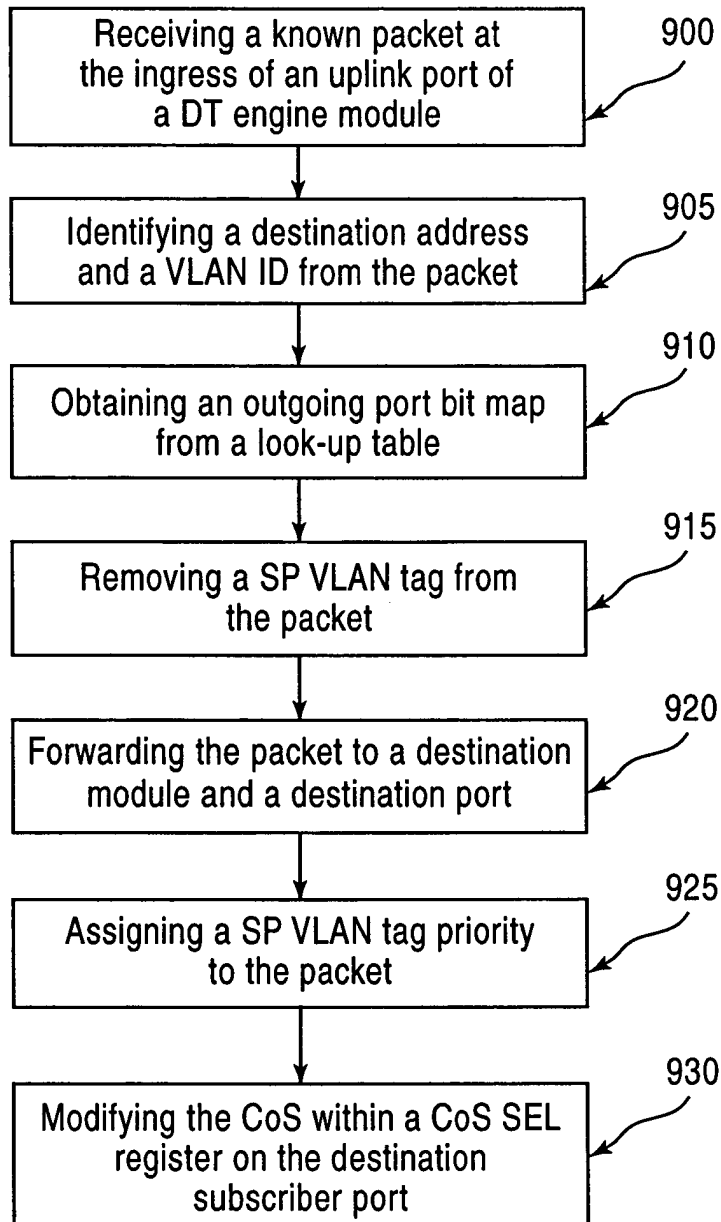 Receiving a known packet at
the ingress of an uplink port of
a DT engine module
900
Identifying a destination address
and a VLAN ID from the packet
905
Obtaining an outgoing port bit map
from a look-up table
910
Removing a SP VLAN tag from
the packet
915
Forwarding the packet to a destination
module and a destination port
920
Assigning a SP VLAN tag priority
to the packet
925
Modifying the CoS within a CoS SEL
register on the destination
subscriber port
930